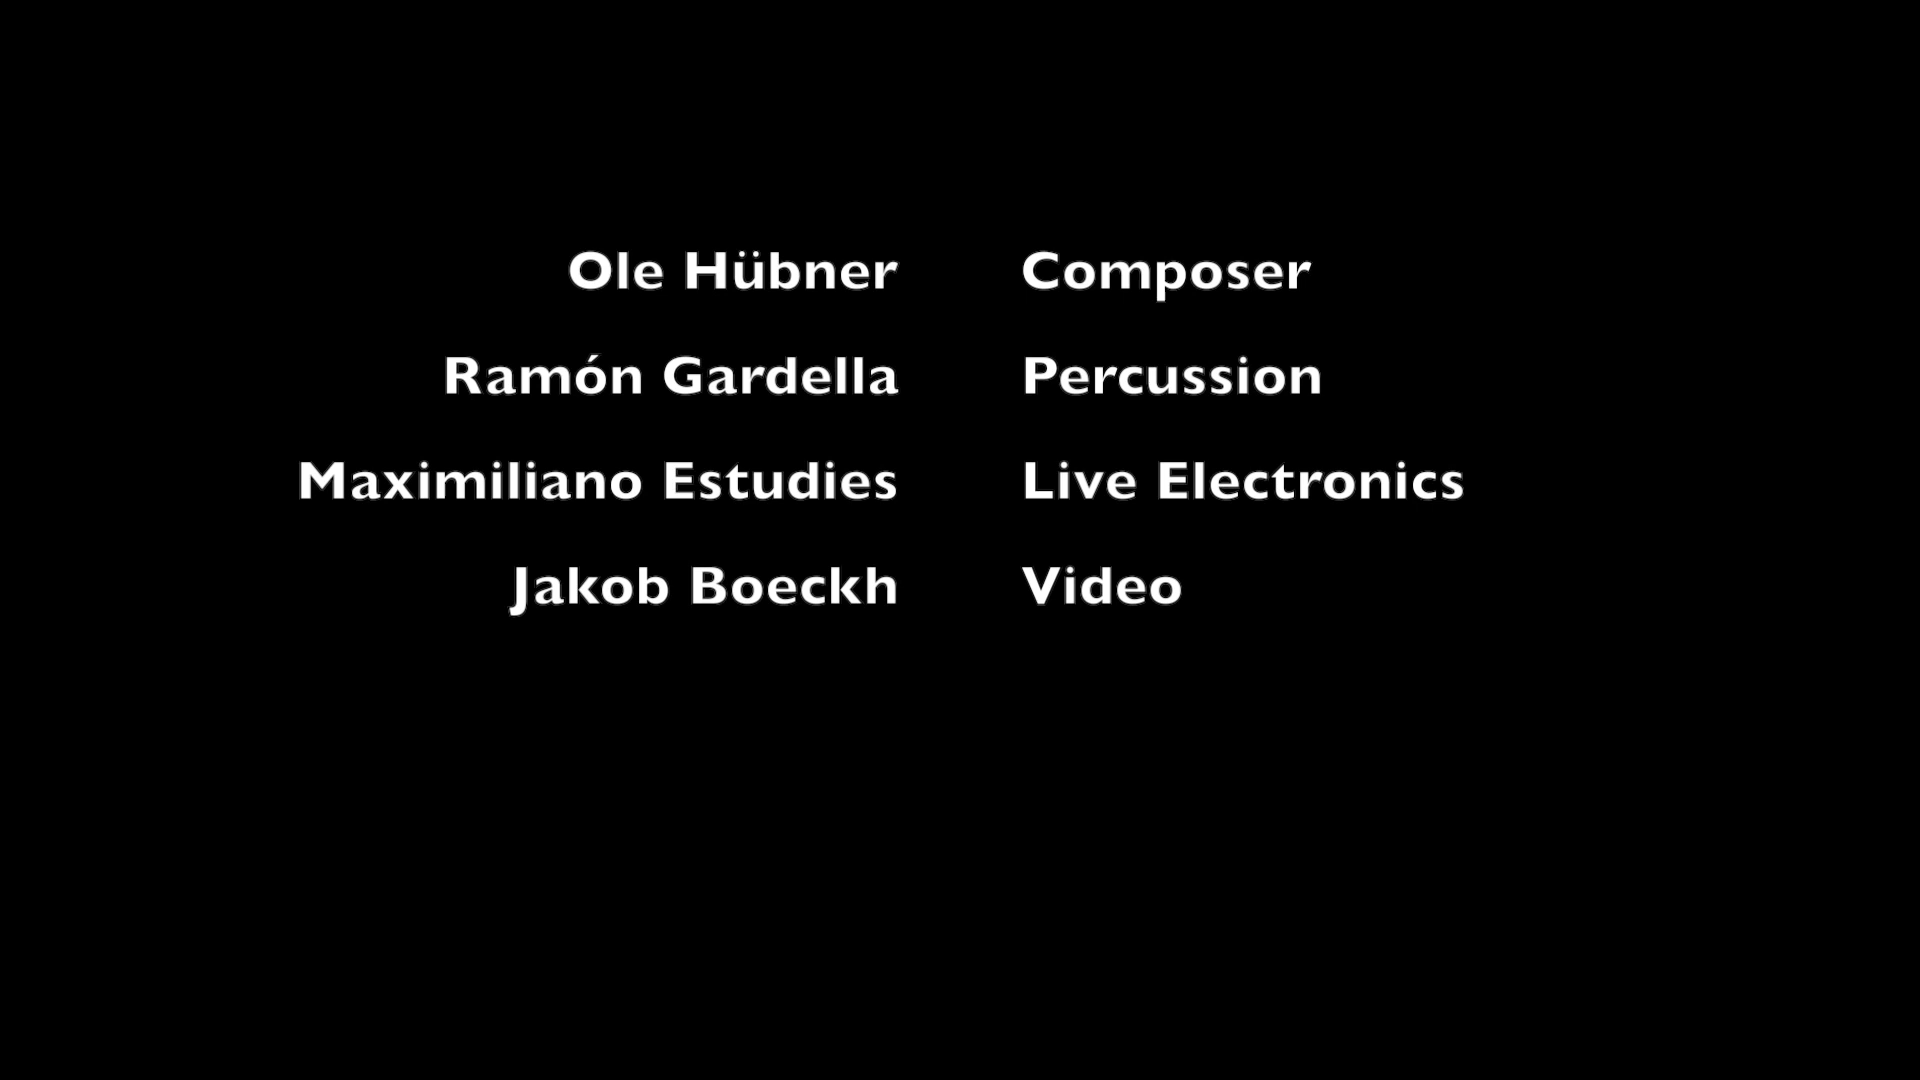 Ole Hübner Composer
Ramón Gardella Percussion
Maximiliano Estudies Live Electronics
Jakob Boeckh Video